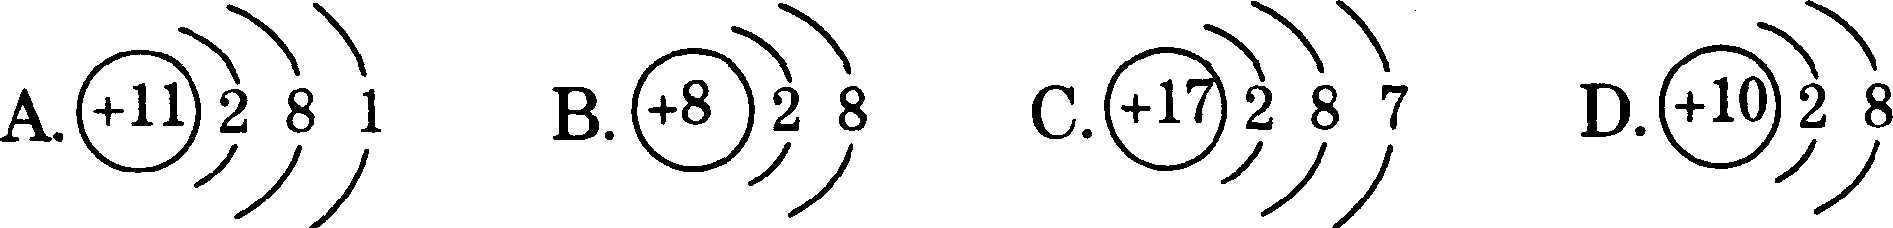 A. +11 2 8 1 B. +8 2 8 C. +17 2 8 7 D. +10 2 8